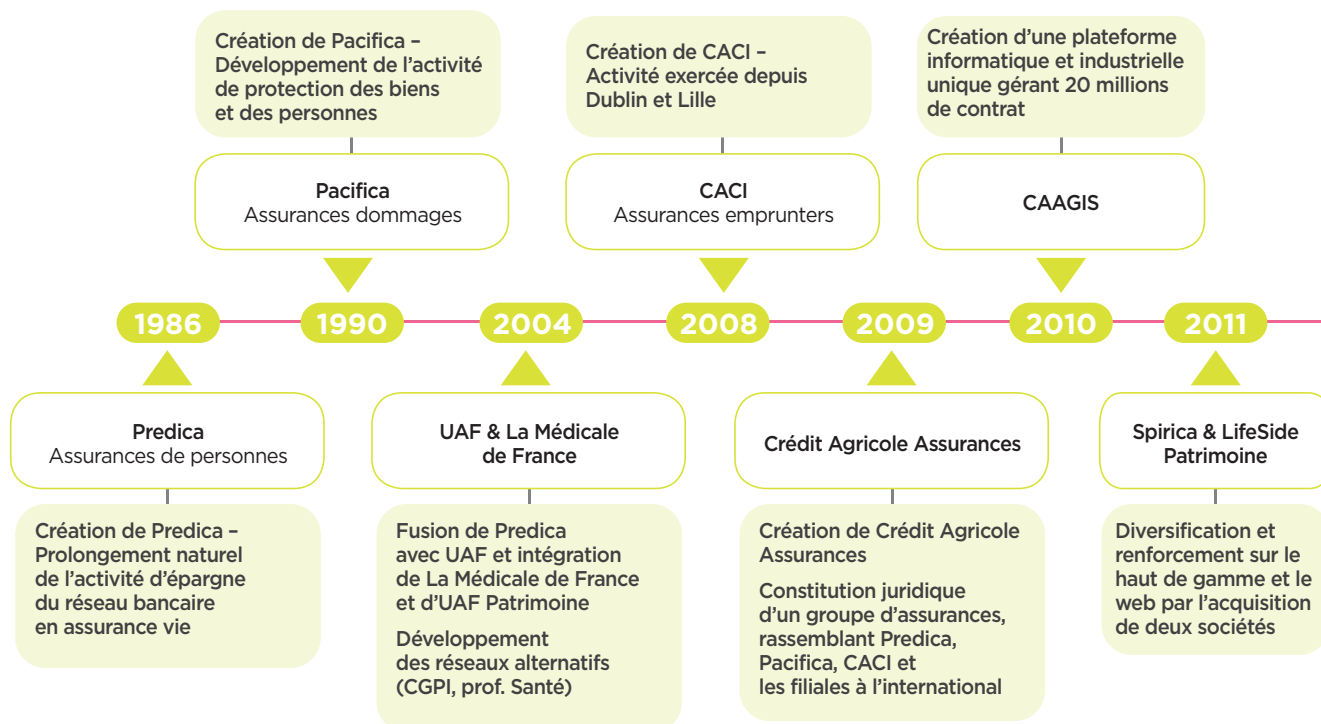 Création de Pacifica –
Développement de l’activité
de protection des biens
et des personnes
Création de CACI –
Activité exercée depuis
Dublin et Lille
Création d’une plateforme
informatique et industrielle
unique gérant 20 millions
de contrat
Pacifica
Assurances dommages
CACI
Assurances emprunters
CAAGIS
1986
1990
2004
2008
2009
2010
2011
Predica
Assurances de personnes
UAF & La Médicale
de France
Crédit Agricole Assurances
Spirica & LifeSide
Patrimoine
Création de Predica –
Prolongement naturel
de l’activité d’épargne
du réseau bancaire
en assurance vie
Fusion de Predica
avec UAF et intégration
de La Médicale de France
et d’UAF Patrimoine
Développement
des réseaux alternatifs
(CGPI, prof. Santé)
Création de Crédit Agricole
Assurances
Constitution juridique
d’un groupe d’assurances,
rassemblant Predica,
Pacifica, CACI et
les filiales à l’international
Diversification et
renforcement sur le
haut de gamme et le
web par l’acquisition
de deux sociétés